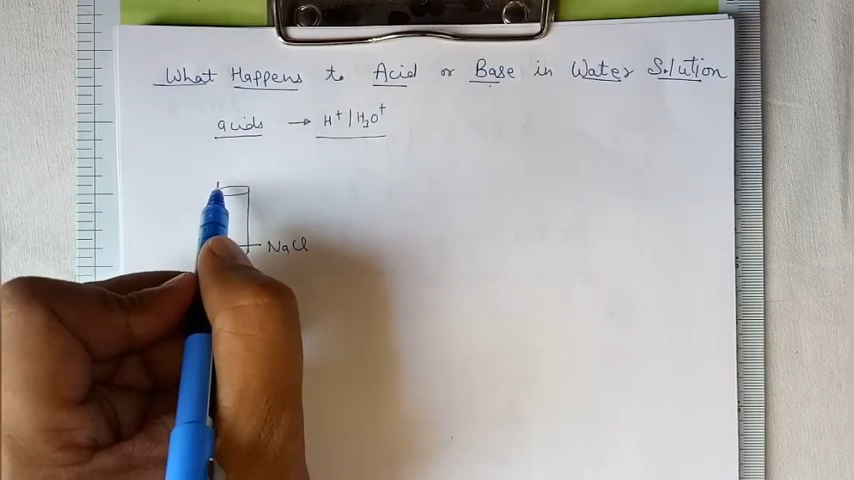 What Happens to Acid or Base in Water Solution
acids → H⁺ / H₃O⁺
NaCl